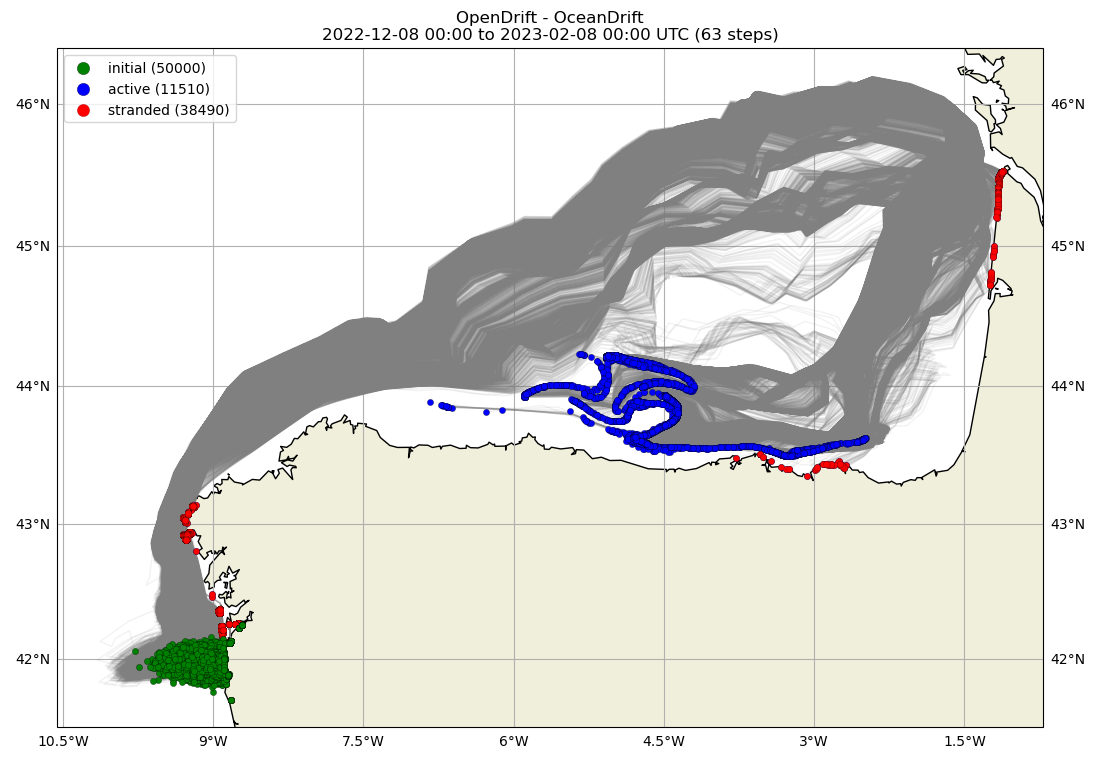 OpenDrift - OceanDrift
2022-12-08 00:00 to 2023-02-08 00:00 UTC (63 steps)
initial (50000)
active (11510)
stranded (38490)
46°N
46°N
45°N
45°N
44°N
44°N
43°N
43°N
42°N
42°N
10.5°W
9°W
7.5°W
6°W
4.5°W
3°W
1.5°W